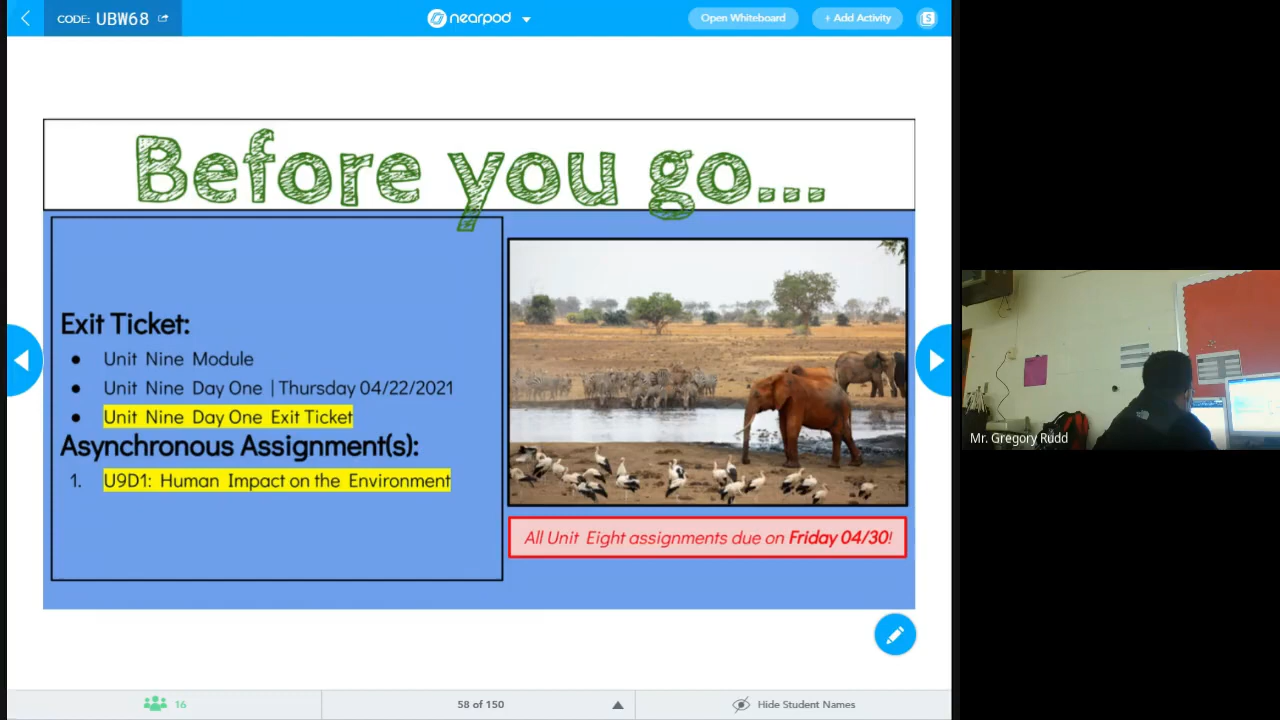 CODE: UBW68
nearpod
Open Whiteboard
+ Add Activity
S
Before you go...
Exit Ticket:
● Unit Nine Module
● Unit Nine Day One | Thursday 04/22/2021
● Unit Nine Day One Exit Ticket
Asynchronous Assignment(s):
1. U9D1: Human Impact on the Environment
All Unit Eight assignments due on Friday 04/30!
Mr. Gregory Rudd
16
58 of 150
Hide Student Names